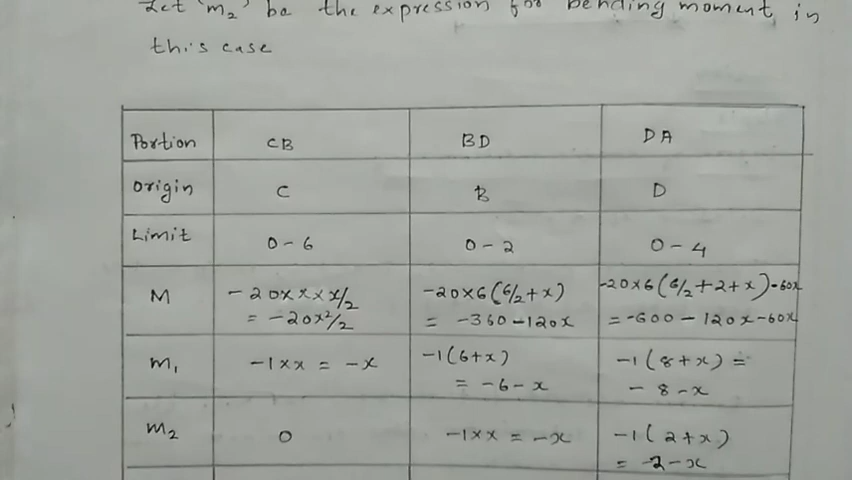 Let 'm₂' be the expression for bending moment in
this case
Portion CB BD DA
Origin C B D
Limit 0-6 0-2 0-4
M -20×x×x/2 -20×6(6/2+x) -20×6(6/2+2+x)-60x
= -20x²/2 = -360-120x = -600-120x-60x
m₁ -1×x = -x -1(6+x) -1(8+x) =
= -6-x -8-x
m₂ 0 -1×x = -x -1(2+x)
= -2-x